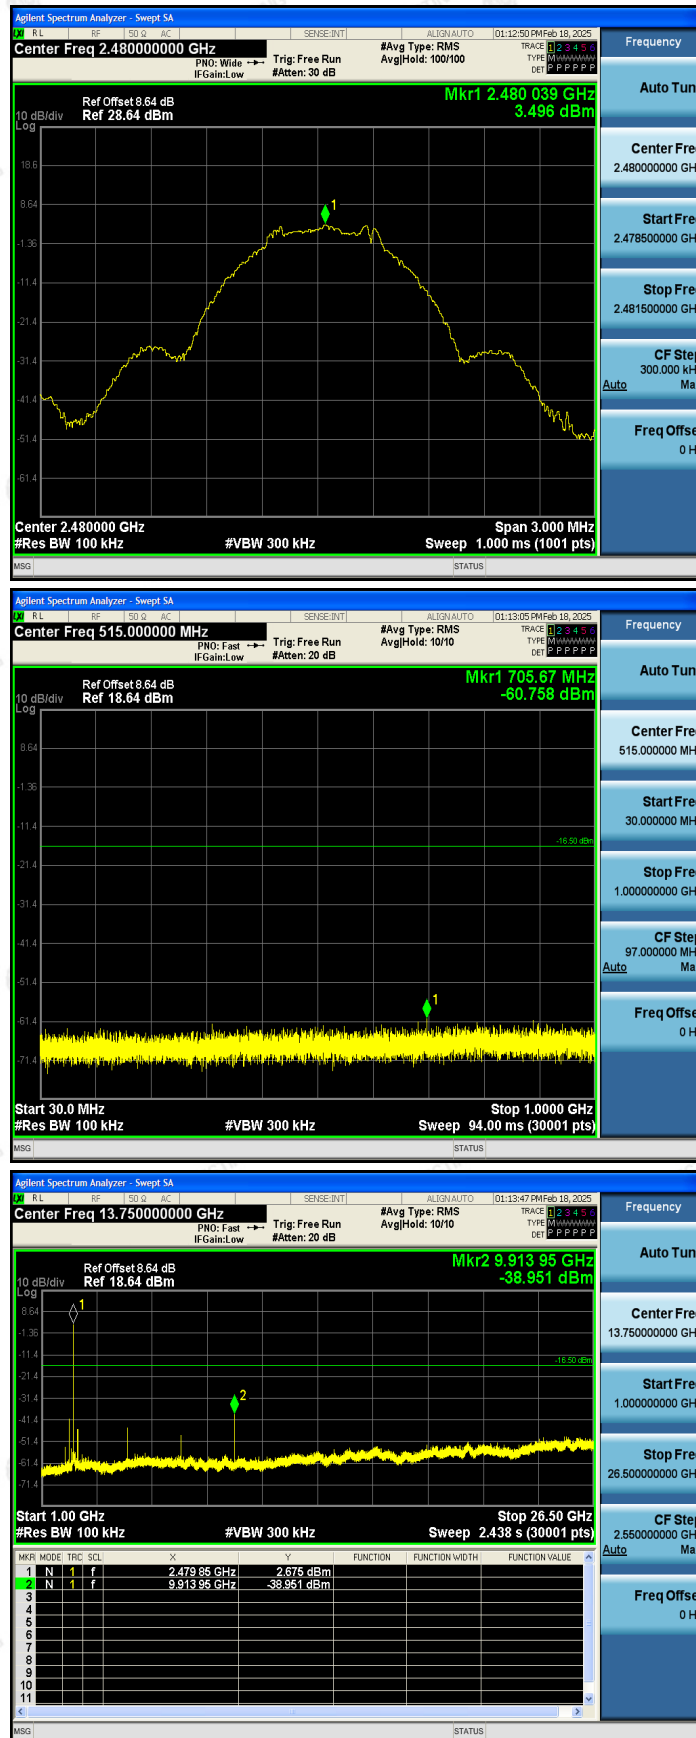 Agilent Spectrum Analyzer - Swept SA
LXI RL RF 50 Ω AC SENSE:INT ALIGNAUTO 01:12:50 PM Feb 18, 2025
Center Freq 2.480000000 GHz
PNO: Wide
IFGain:Low
Trig: Free Run
#Atten: 30 dB
#Avg Type: RMS
Avg|Hold: 100/100
TRACE 1 2 3 4 5 6
TYPE M W W W W W
DET P P P P P P
Frequency
Auto Tun
Mkr1 2.480 039 GHz
3.496 dBm
Ref Offset 8.64 dB
Ref 28.64 dBm
10 dB/div
Log
18.6
8.64
-1.36
-11.4
-21.4
-31.4
-41.4
-51.4
-61.4
1
Center Fre
2.480000000 GH
Start Fre
2.478500000 GH
Stop Fre
2.481500000 GH
CF Ste
300.000 kH
Auto Ma
Freq Offse
0 H
Center 2.480000 GHz Span 3.000 MHz
#Res BW 100 kHz #VBW 300 kHz Sweep 1.000 ms (1001 pts)
MSG STATUS
Agilent Spectrum Analyzer - Swept SA
LXI RL RF 50 Ω AC SENSE:INT ALIGNAUTO 01:13:05 PM Feb 18, 2025
Center Freq 515.000000 MHz
PNO: Fast
IFGain:Low
Trig: Free Run
#Atten: 20 dB
#Avg Type: RMS
Avg|Hold: 10/10
TRACE 1 2 3 4 5 6
TYPE M W W W W W
DET P P P P P P
Frequency
Auto Tun
Mkr1 705.67 MHz
-60.758 dBm
Ref Offset 8.64 dB
Ref 18.64 dBm
10 dB/div
Log
8.64
-1.36
-11.4
-21.4
-31.4
-41.4
-51.4
-61.4
-71.4
-16.50 dBm
1
Center Fre
515.000000 MH
Start Fre
30.000000 MH
Stop Fre
1.000000000 GH
CF Ste
97.000000 MH
Auto Ma
Freq Offse
0 H
Start 30.0 MHz Stop 1.0000 GHz
#Res BW 100 kHz #VBW 300 kHz Sweep 94.00 ms (30001 pts)
MSG STATUS
Agilent Spectrum Analyzer - Swept SA
LXI RL RF 50 Ω AC SENSE:INT ALIGNAUTO 01:13:47 PM Feb 18, 2025
Center Freq 13.750000000 GHz
PNO: Fast
IFGain:Low
Trig: Free Run
#Atten: 20 dB
#Avg Type: RMS
Avg|Hold: 10/10
TRACE 1 2 3 4 5 6
TYPE M W W W W W
DET P P P P P P
Frequency
Auto Tun
Mkr2 9.913 95 GHz
-38.951 dBm
Ref Offset 8.64 dB
Ref 18.64 dBm
10 dB/div
Log
8.64
-1.36
-11.4
-21.4
-31.4
-41.4
-51.4
-61.4
-71.4
-16.50 dBm
1
2
Center Fre
13.750000000 GH
Start Fre
1.000000000 GH
Stop Fre
26.500000000 GH
CF Ste
2.550000000 GH
Auto Ma
Freq Offse
0 H
Start 1.00 GHz Stop 26.50 GHz
#Res BW 100 kHz #VBW 300 kHz Sweep 2.438 s (30001 pts)
MKR MODE TRC SCL X Y FUNCTION FUNCTION WIDTH FUNCTION VALUE
1 N 1 f 2.479 85 GHz 2.675 dBm
2 N 1 f 9.913 95 GHz -38.951 dBm
3
4
5
6
7
8
9
10
11
MSG STATUS